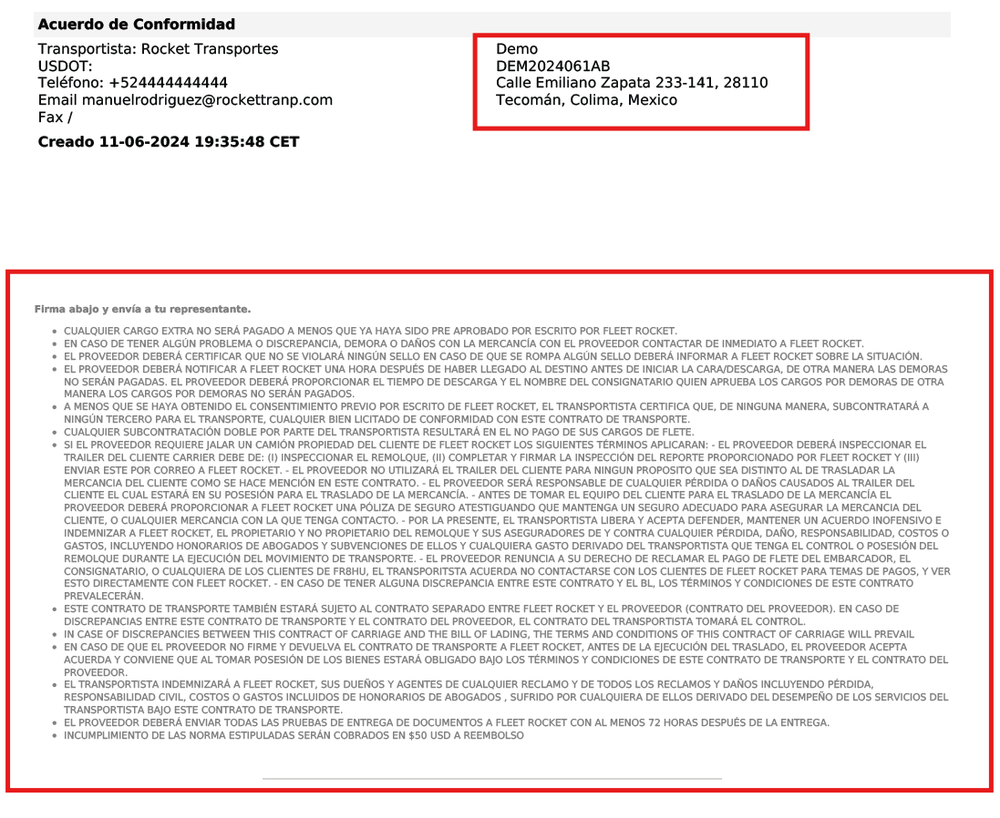 Acuerdo de Conformidad
Transportista: Rocket Transportes
USDOT:
Teléfono: +524444444444
Email manuelrodriguez@rockettranp.com
Fax /
Creado 11-06-2024 19:35:48 CET
Demo
DEM2024061AB
Calle Emiliano Zapata 233-141, 28110
Tecomán, Colima, Mexico
Firma abajo y envía a tu representante.
• CUALQUIER CARGO EXTRA NO SERÁ PAGADO A MENOS QUE YA HAYA SIDO PRE APROBADO POR ESCRITO POR FLEET ROCKET.
• EN CASO DE TENER ALGÚN PROBLEMA O DISCREPANCIA, DEMORA O DAÑOS CON LA MERCANCÍA CON EL PROVEEDOR CONTACTAR DE INMEDIATO A FLEET ROCKET.
• EL PROVEEDOR DEBERÁ CERTIFICAR QUE NO SE VIOLARÁ NINGÚN SELLO EN CASO DE QUE SE ROMPA ALGÚN SELLO DEBERÁ INFORMAR A FLEET ROCKET SOBRE LA SITUACIÓN.
• EL PROVEEDOR DEBERÁ NOTIFICAR A FLEET ROCKET UNA HORA DESPUÉS DE HABER LLEGADO AL DESTINO ANTES DE INICIAR LA CARA/DESCARGA, DE OTRA MANERA LAS DEMORAS
NO SERÁN PAGADAS. EL PROVEEDOR DEBERÁ PROPORCIONAR EL TIEMPO DE DESCARGA Y EL NOMBRE DEL CONSIGNATARIO QUIEN APRUEBA LOS CARGOS POR DEMORAS DE OTRA
MANERA LOS CARGOS POR DEMORAS NO SERÁN PAGADOS.
• A MENOS QUE SE HAYA OBTENIDO EL CONSENTIMIENTO PREVIO POR ESCRITO DE FLEET ROCKET, EL TRANSPORTISTA CERTIFICA QUE, DE NINGUNA MANERA, SUBCONTRATARÁ A
NINGÚN TERCERO PARA EL TRANSPORTE, CUALQUIER BIEN LICITADO DE CONFORMIDAD CON ESTE CONTRATO DE TRANSPORTE.
• CUALQUIER SUBCONTRATACIÓN DOBLE POR PARTE DEL TRANSPORTISTA RESULTARÁ EN EL NO PAGO DE SUS CARGOS DE FLETE.
• SI EL PROVEEDOR REQUIERE JALAR UN CAMIÓN PROPIEDAD DEL CLIENTE DE FLEET ROCKET LOS SIGUIENTES TÉRMINOS APLICARAN: - EL PROVEEDOR DEBERÁ INSPECCIONAR EL
TRAILER DEL CLIENTE CARRIER DEBE DE: (I) INSPECCIONAR EL REMOLQUE, (II) COMPLETAR Y FIRMAR LA INSPECCIÓN DEL REPORTE PROPORCIONADO POR FLEET ROCKET Y (III)
ENVIAR ESTE POR CORREO A FLEET ROCKET. - EL PROVEEDOR NO UTILIZARÁ EL TRAILER DEL CLIENTE PARA NINGUN PROPOSITO QUE SEA DISTINTO AL DE TRASLADAR LA
MERCANCIA DEL CLIENTE COMO SE HACE MENCIÓN EN ESTE CONTRATO. - EL PROVEEDOR SERÁ RESPONSABLE DE CUALQUIER PÉRDIDA O DAÑOS CAUSADOS AL TRAILER DEL
CLIENTE EL CUAL ESTARÁ EN SU POSESIÓN PARA EL TRASLADO DE LA MERCANCÍA. - ANTES DE TOMAR EL EQUIPO DEL CLIENTE PARA EL TRASLADO DE LA MERCANCÍA EL
PROVEEDOR DEBERÁ PROPORCIONAR A FLEET ROCKET UNA PÓLIZA DE SEGURO ATESTIGUANDO QUE MANTENGA UN SEGURO ADECUADO PARA ASEGURAR LA MERCANCIA DEL
CLIENTE, O CUALQUIER MERCANCIA CON LA QUE TENGA CONTACTO. - POR LA PRESENTE, EL TRANSPORTISTA LIBERA Y ACEPTA DEFENDER, MANTENER UN ACUERDO INOFENSIVO E
INDEMNIZAR A FLEET ROCKET, EL PROPIETARIO Y NO PROPIETARIO DEL REMOLQUE Y SUS ASEGURADORES DE Y CONTRA CUALQUIER PÉRDIDA, DAÑO, RESPONSABILIDAD, COSTOS O
GASTOS, INCLUYENDO HONORARIOS DE ABOGADOS Y SUBVENCIONES DE ELLOS Y CUALQUIERA GASTO DERIVADO DEL TRANSPORTISTA QUE TENGA EL CONTROL O POSESIÓN DEL
REMOLQUE DURANTE LA EJECUCIÓN DEL MOVIMIENTO DE TRANSPORTE. - EL PROVEEDOR RENUNCIA A SU DERECHO DE RECLAMAR EL PAGO DE FLETE DEL EMBARCADOR, EL
CONSIGNATARIO, O CUALQUIERA DE LOS CLIENTES DE FR8HU, EL TRANSPORITSTA ACUERDA NO CONTACTARSE CON LOS CLIENTES DE FLEET ROCKET PARA TEMAS DE PAGOS, Y VER
ESTO DIRECTAMENTE CON FLEET ROCKET. - EN CASO DE TENER ALGUNA DISCREPANCIA ENTRE ESTE CONTRATO Y EL BL, LOS TÉRMINOS Y CONDICIONES DE ESTE CONTRATO
PREVALECERÁN.
• ESTE CONTRATO DE TRANSPORTE TAMBIÉN ESTARÁ SUJETO AL CONTRATO SEPARADO ENTRE FLEET ROCKET Y EL PROVEEDOR (CONTRATO DEL PROVEEDOR). EN CASO DE
DISCREPANCIAS ENTRE ESTE CONTRATO DE TRANSPORTE Y EL CONTRATO DEL PROVEEDOR, EL CONTRATO DEL TRANSPORTISTA TOMARÁ EL CONTROL.
• IN CASE OF DISCREPANCIES BETWEEN THIS CONTRACT OF CARRIAGE AND THE BILL OF LADING, THE TERMS AND CONDITIONS OF THIS CONTRACT OF CARRIAGE WILL PREVAIL
• EN CASO DE QUE EL PROVEEDOR NO FIRME Y DEVUELVA EL CONTRATO DE TRANSPORTE A FLEET ROCKET, ANTES DE LA EJECUCIÓN DEL TRASLADO, EL PROVEEDOR ACEPTA
ACUERDA Y CONVIENE QUE AL TOMAR POSESIÓN DE LOS BIENES ESTARÁ OBLIGADO BAJO LOS TÉRMINOS Y CONDICIONES DE ESTE CONTRATO DE TRANSPORTE Y EL CONTRATO DEL
PROVEEDOR.
• EL TRANSPORTISTA INDEMNIZARÁ A FLEET ROCKET, SUS DUEÑOS Y AGENTES DE CUALQUIER RECLAMO Y DE TODOS LOS RECLAMOS Y DAÑOS INCLUYENDO PÉRDIDA,
RESPONSABILIDAD CIVIL, COSTOS O GASTOS INCLUIDOS DE HONORARIOS DE ABOGADOS , SUFRIDO POR CUALQUIERA DE ELLOS DERIVADO DEL DESEMPEÑO DE LOS SERVICIOS DEL
TRANSPORTISTA BAJO ESTE CONTRATO DE TRANSPORTE.
• EL PROVEEDOR DEBERÁ ENVIAR TODAS LAS PRUEBAS DE ENTREGA DE DOCUMENTOS A FLEET ROCKET CON AL MENOS 72 HORAS DESPUÉS DE LA ENTREGA.
• INCUMPLIMIENTO DE LAS NORMA ESTIPULADAS SERÁN COBRADOS EN $50 USD A REEMBOLSO